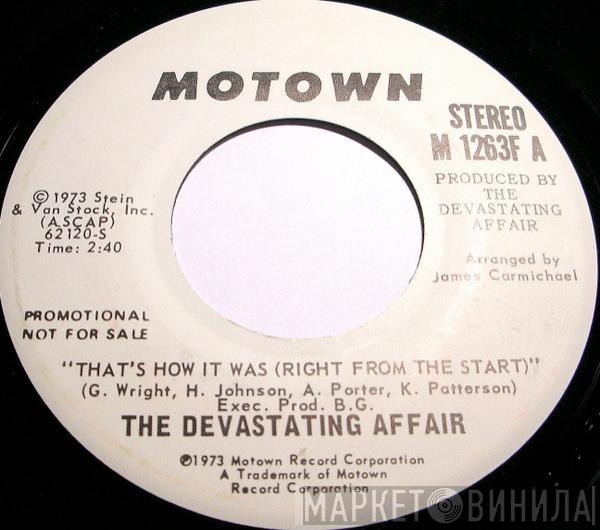 MOTOWN
STEREO
M 1263F A
PRODUCED BY
THE
DEVASTATING
AFFAIR
Arranged by
James Carmichael
© 1973 Stein
& Van Stock, Inc.
(ASCAP)
62120-S
Time: 2:40
PROMOTIONAL
NOT FOR SALE
"THAT'S HOW IT WAS (RIGHT FROM THE START)"
(G. Wright, H. Johnson, A. Porter, K. Patterson)
Exec. Prod. B.G.
THE DEVASTATING AFFAIR
℗1973 Motown Record Corporation
A Trademark of Motown
Record Corporation
МАРКЕТ ВИНИЛА